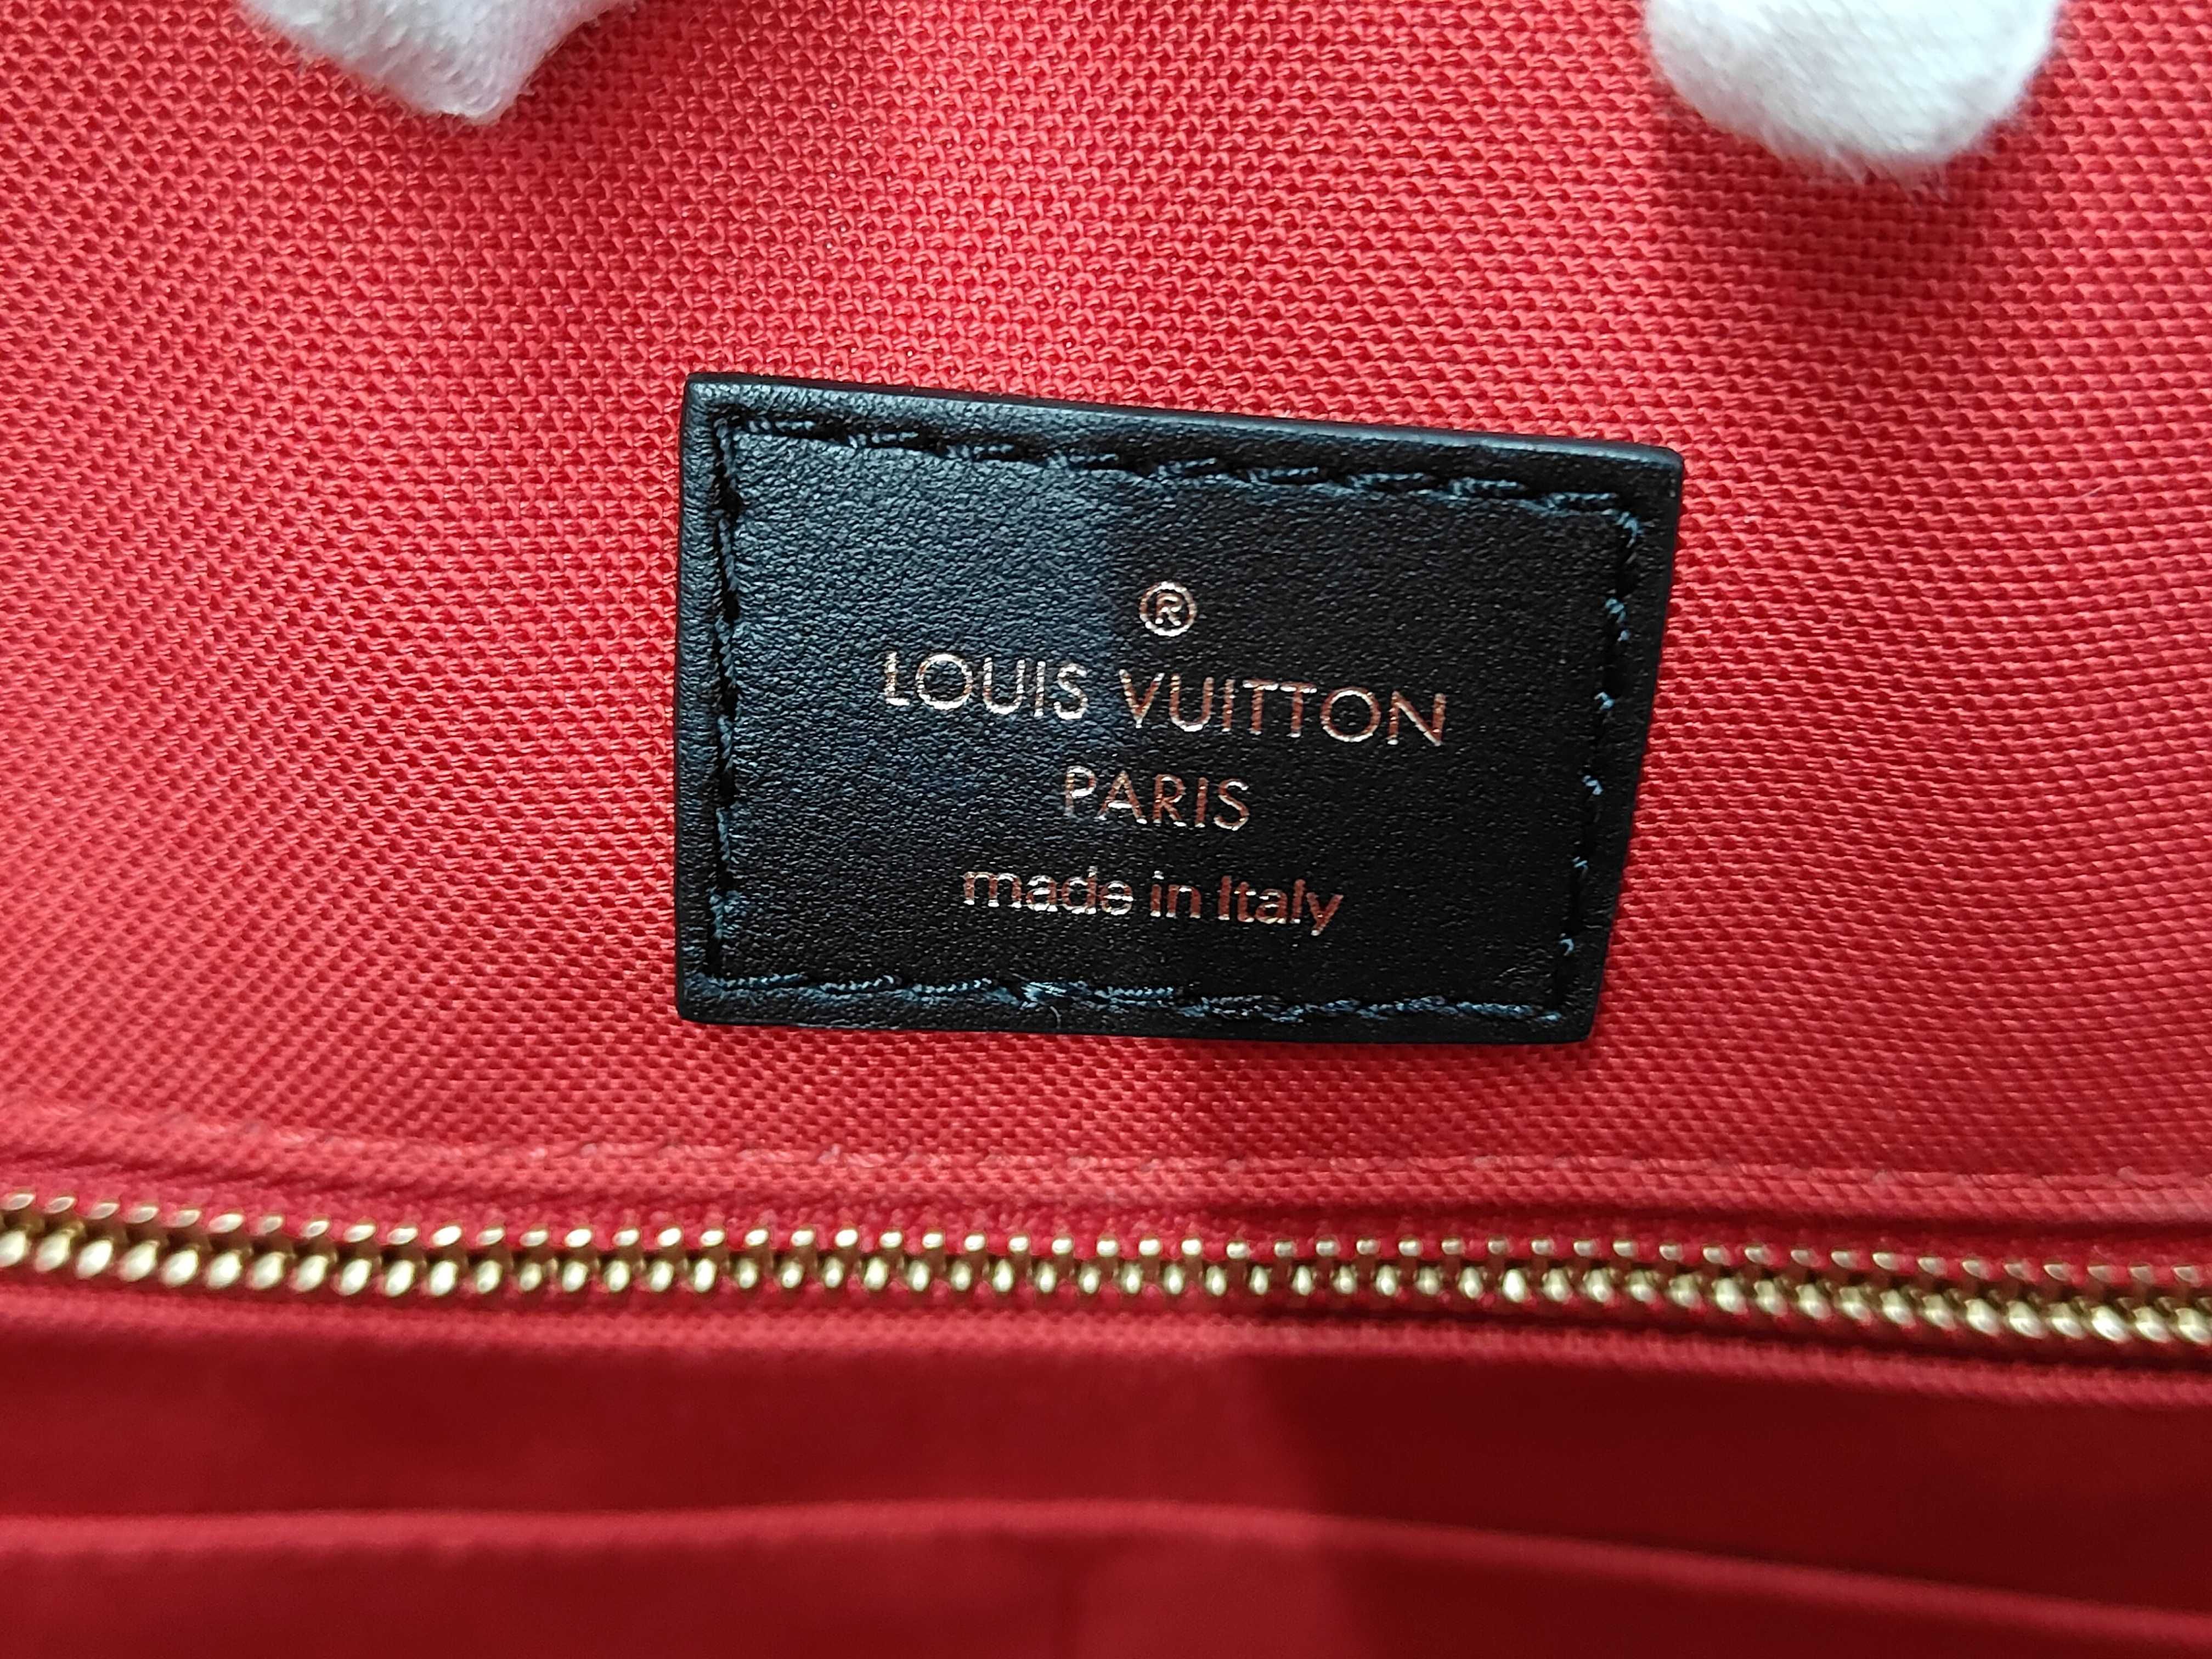 ®
LOUIS VUITTON
PARIS
made in Italy